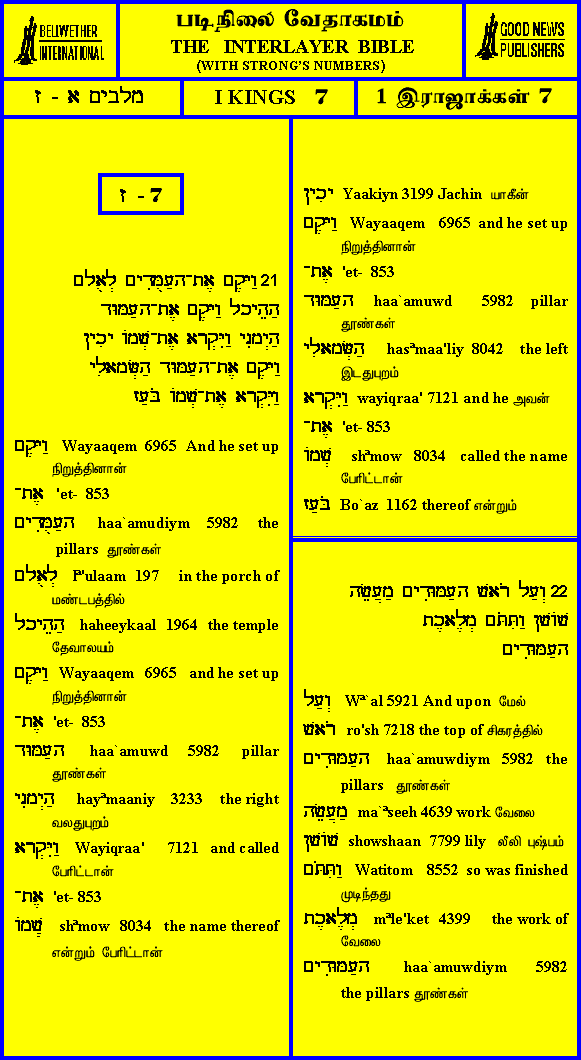 BELLWETHER
INTERNATIONAL
படிநிலை வேதாகமம்
THE INTERLAYER BIBLE
(WITH STRONG'S NUMBERS)
GOOD NEWS
PUBLISHERS
מלבים א - ז
I KINGS 7
1 இராஜாக்கள் 7
7 - ז
21 וַיָּקֶם אֶת־הָעַמֻּדִים לְאֻלָם
הַהֵיכָל וַיָּקֶם אֶת־הָעַמּוּד
הַיְמָנִי וַיִּקְרָא אֶת־שְׁמוֹ יָכִין
וַיָּקֶם אֶת־הָעַמּוּד הַשְּׂמָאלִי
וַיִּקְרָא אֶת־שְׁמוֹ בֹּעַז
וַיָּקֶם Wayaaqem 6965 And he set up
நிறுத்தினான்
אֶת־ 'et- 853
הָעַמֻּדִים haa`amudiym 5982 the
pillars தூண்கள்
לְאֻלָם lª'ulaam 197 in the porch of
மண்டபத்தில்
הַהֵיכָל haheeykaal 1964 the temple
தேவாலயம்
וַיָּקֶם Wayaaqem 6965 and he set up
நிறுத்தினான்
אֶת־ 'et- 853
הָעַמּוּד haa`amuwd 5982 pillar
தூண்கள்
הַיְמָנִי hayªmaaniy 3233 the right
வலதுபுறம்
וַיִּקְרָא Wayiqraa' 7121 and called
பேரிட்டான்
אֶת־ 'et- 853
שְׁמוֹ shªmow 8034 the name thereof
என்றும் பேரிட்டான்
יָכִין Yaakiyn 3199 Jachin யாகீன்
וַיָּקֶם Wayaaqem 6965 and he set up
நிறுத்தினான்
אֶת־ 'et- 853
הָעַמּוּד haa`amuwd 5982 pillar
தூண்கள்
הַשְּׂמָאלִי hasªmaa'liy 8042 the left
இடதுபுறம்
וַיִּקְרָא wayiqraa' 7121 and he அவன்
אֶת־ 'et- 853
שְׁמוֹ shªmow 8034 called the name
பேரிட்டான்
בֹּעַז Bo`az 1162 thereof என்றும்
22 וְעַל רֹאשׁ הָעַמּוּדִים מַעֲשֵׂה
שׁוֹשָׁן וַתִּתֹּם מְלֶאכֶת
הָעַמּוּדִים
וְעַל Wª`al 5921 And upon மேல்
רֹאשׁ ro'sh 7218 the top of சிகரத்தில்
הָעַמּוּדִים haa`amuwdiym 5982 the
pillars தூண்கள்
מַעֲשֵׂה ma`ªseeh 4639 work வேலை
שׁוֹשָׁן showshaan 7799 lily லீலி புஷ்பம்
וַתִּתֹּם Watitom 8552 so was finished
முடிந்தது
מְלֶאכֶת mªle'ket 4399 the work of
வேலை
הָעַמּוּדִים haa`amuwdiym 5982
the pillars தூண்கள்